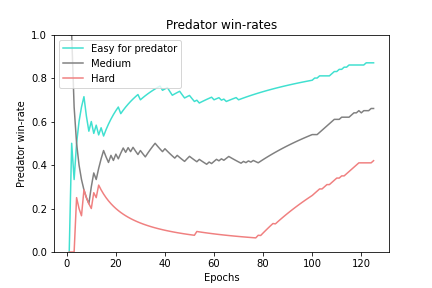 Predator win-rates
Easy for predator
Medium
Hard
Predator win-rate
1.0
0.8
0.6
0.4
0.2
0.0
0 20 40 60 80 100 120
Epochs